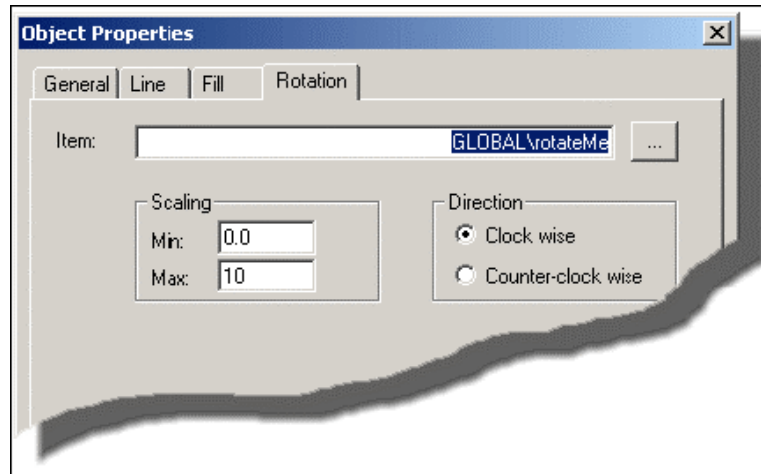 Object Properties
General Line Fill Rotation
Item: GLOBAL\rotateMe ...
Scaling
Min: 0.0
Max: 10
Direction
Clock wise
Counter-clock wise